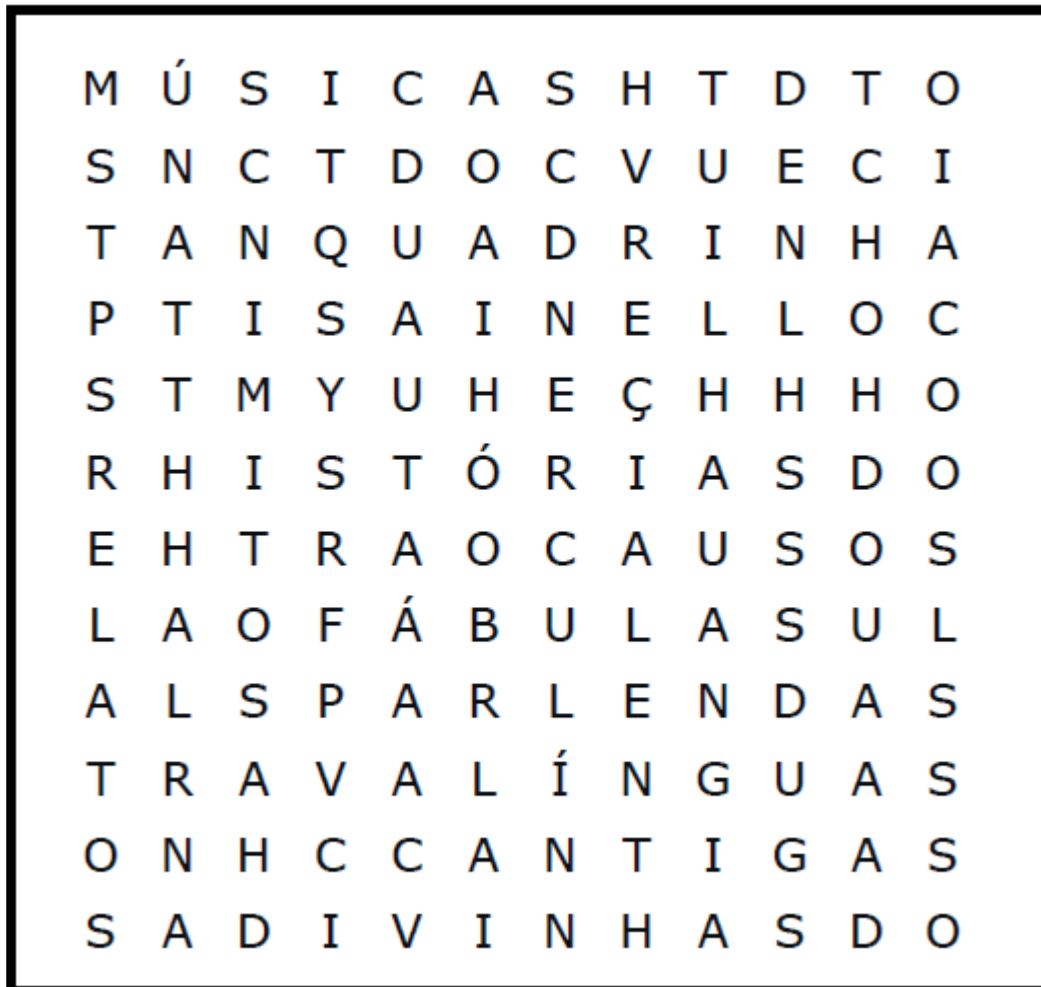 M Ú S I C A S H T D T O
S N C T D O C V U E C I
T A N Q U A D R I N H A
P T I S A I N E L L O C
S T M Y U H E Ç H H H O
R H I S T Ó R I A S D O
E H T R A O C A U S O S
L A O F Á B U L A S U L
A L S P A R L E N D A S
T R A V A L Í N G U A S
O N H C C A N T I G A S
S A D I V I N H A S D O